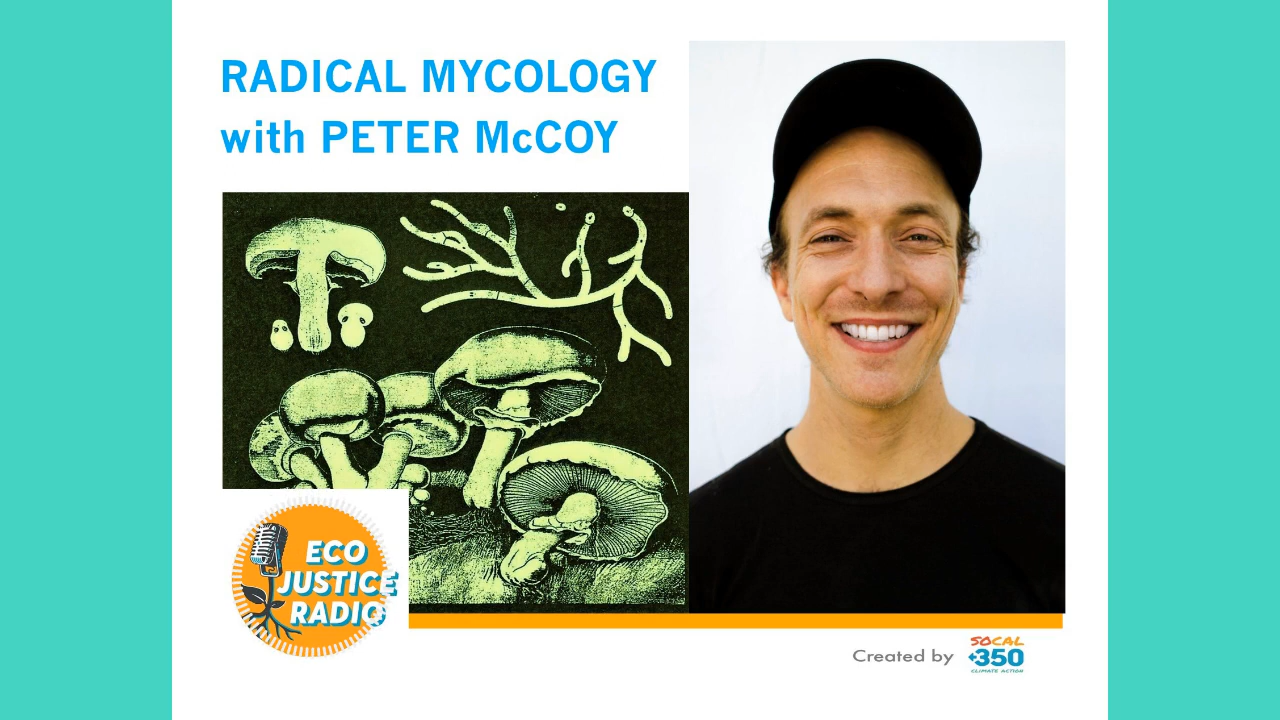 RADICAL MYCOLOGY
with PETER McCOY
ECO
JUSTICE
RADIO
Created by
SOCAL
350
CLIMATE ACTION